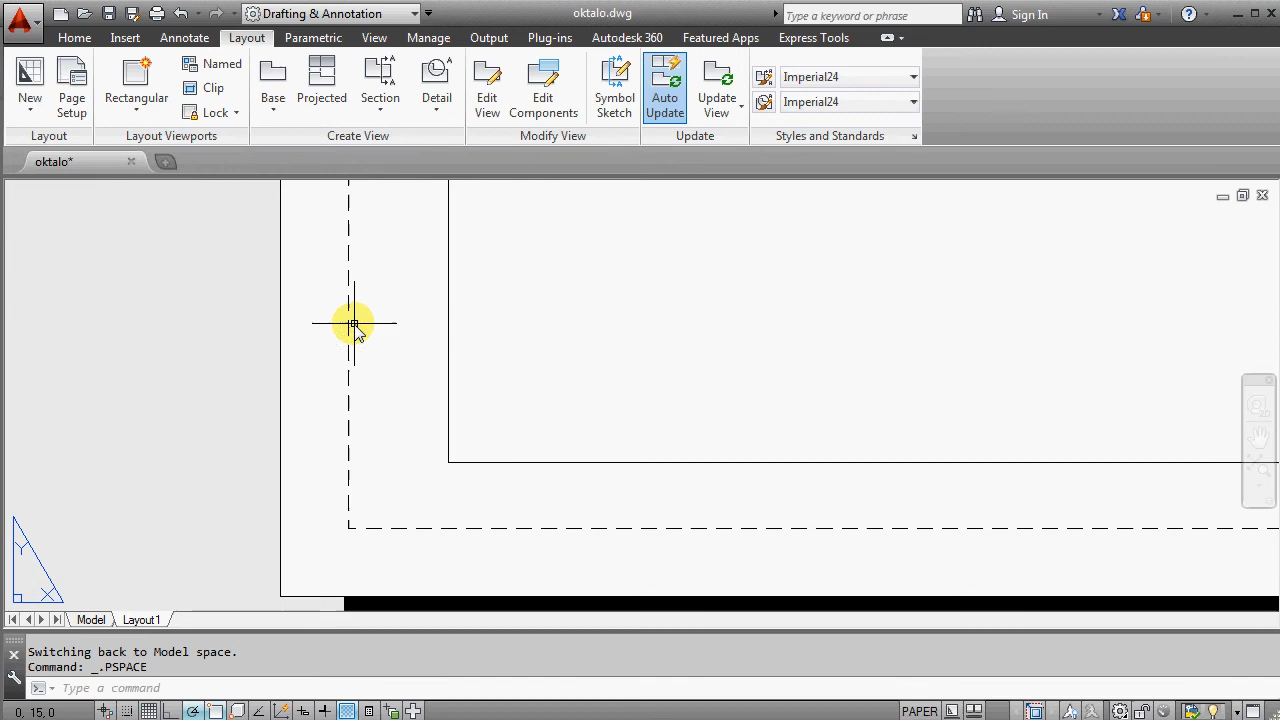 Drafting & Annotation
oktalo.dwg
Type a keyword or phrase
Sign In
Home Insert Annotate Layout Parametric View Manage Output Plug-ins Autodesk 360 Featured Apps Express Tools
New
Page Setup
Rectangular
Named
Clip
Lock
Base
Projected
Section
Detail
Edit View
Edit Components
Symbol Sketch
Auto Update
Update View
Imperial24
Imperial24
Layout Layout Viewports Create View Modify View Update Styles and Standards
oktalo*
Y
X
Model Layout1
Switching back to Model space.
Command: _.PSPACE
Type a command
0, 15,0
PAPER